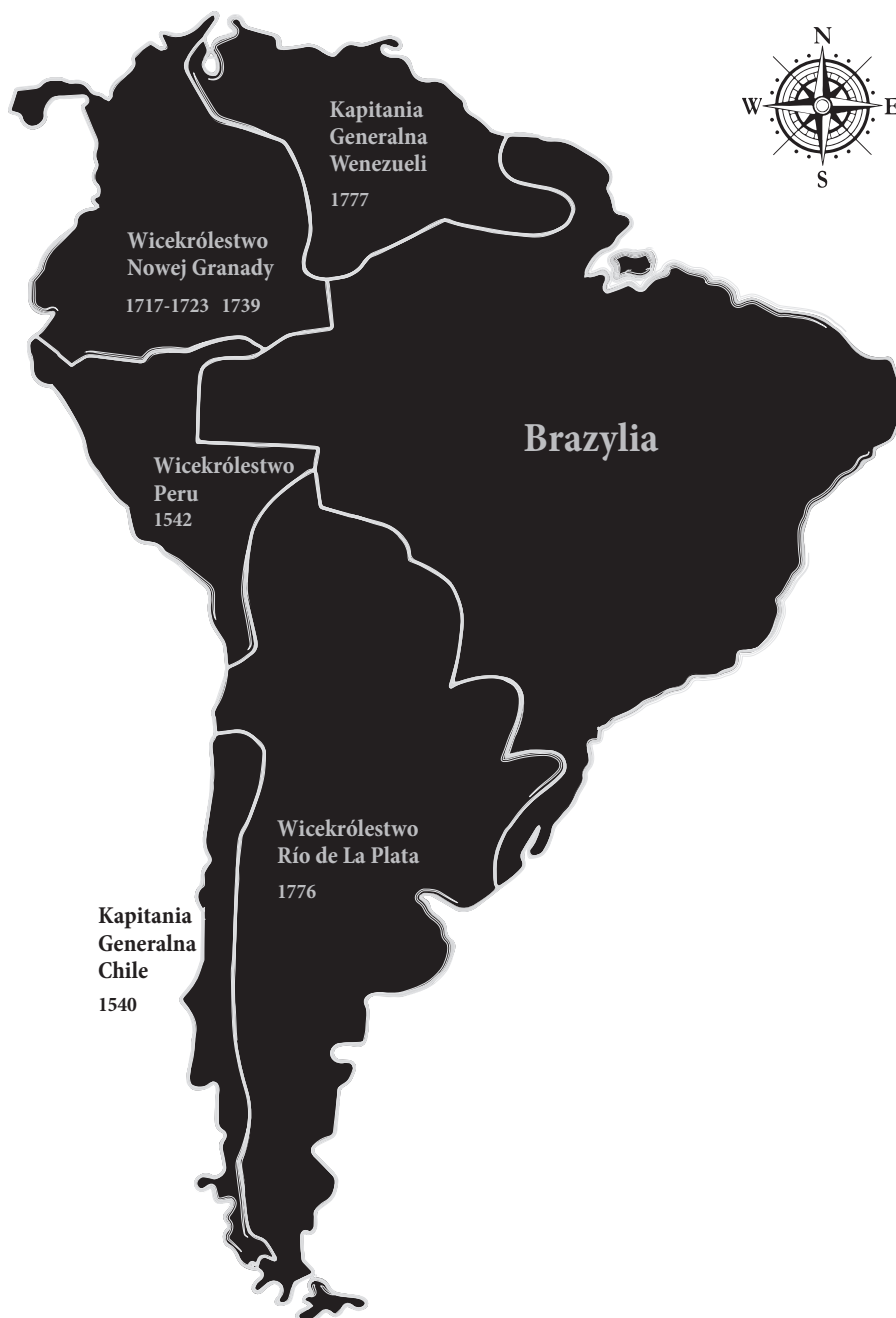 N
W
E
S
Kapitania
Generalna
Wenezueli
1777
Wicekrólestwo
Nowej Granady
1717-1723 1739
Brazylia
Wicekrólestwo
Peru
1542
Wicekrólestwo
Río de La Plata
1776
Kapitania
Generalna
Chile
1540